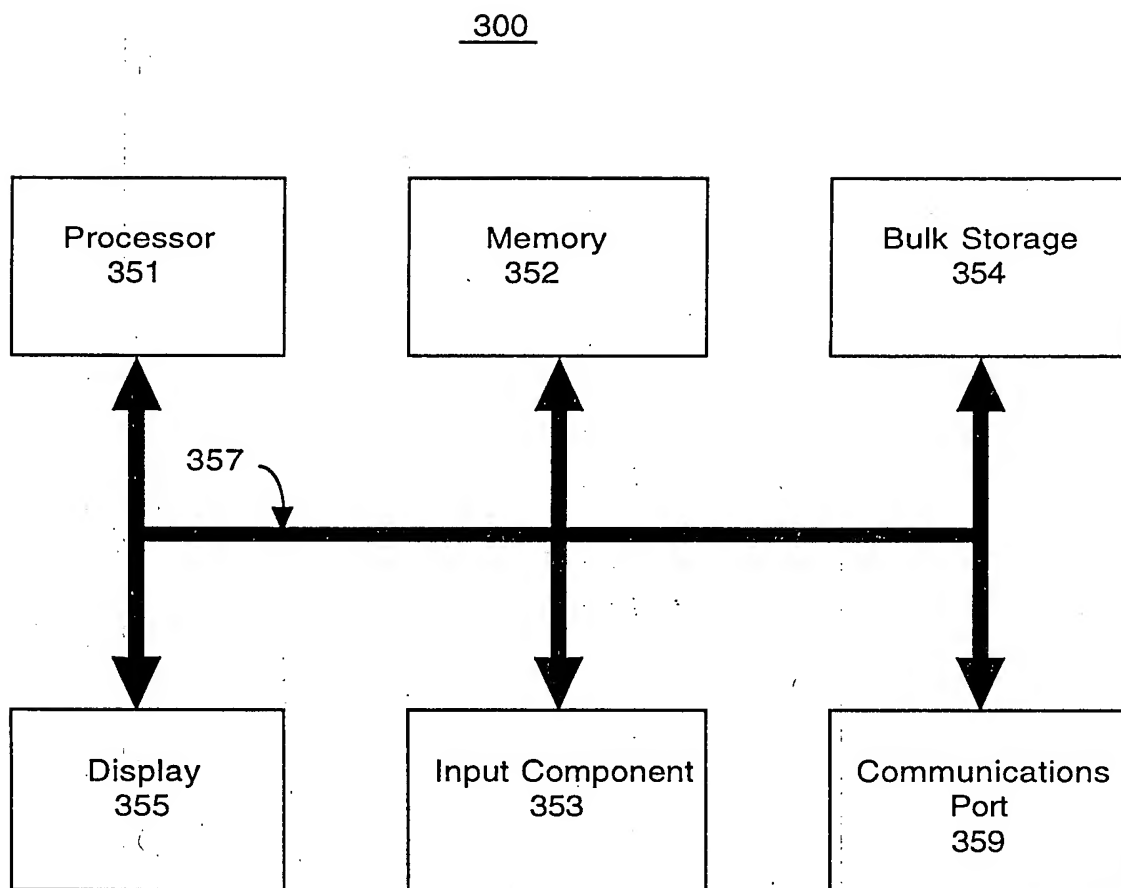 300
Processor
351
Memory
352
Bulk Storage
354
357
Display
355
Input Component
353
Communications
Port
359